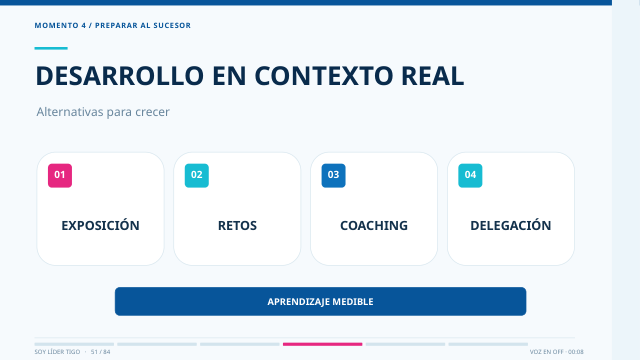 MOMENTO 4 / PREPARAR AL SUCESOR
DESARROLLO EN CONTEXTO REAL
Alternativas para crecer
01
EXPOSICIÓN
02
RETOS
03
COACHING
04
DELEGACIÓN
APRENDIZAJE MEDIBLE
SOY LÍDER TIGO · 51 / 84
VOZ EN OFF · 00:08